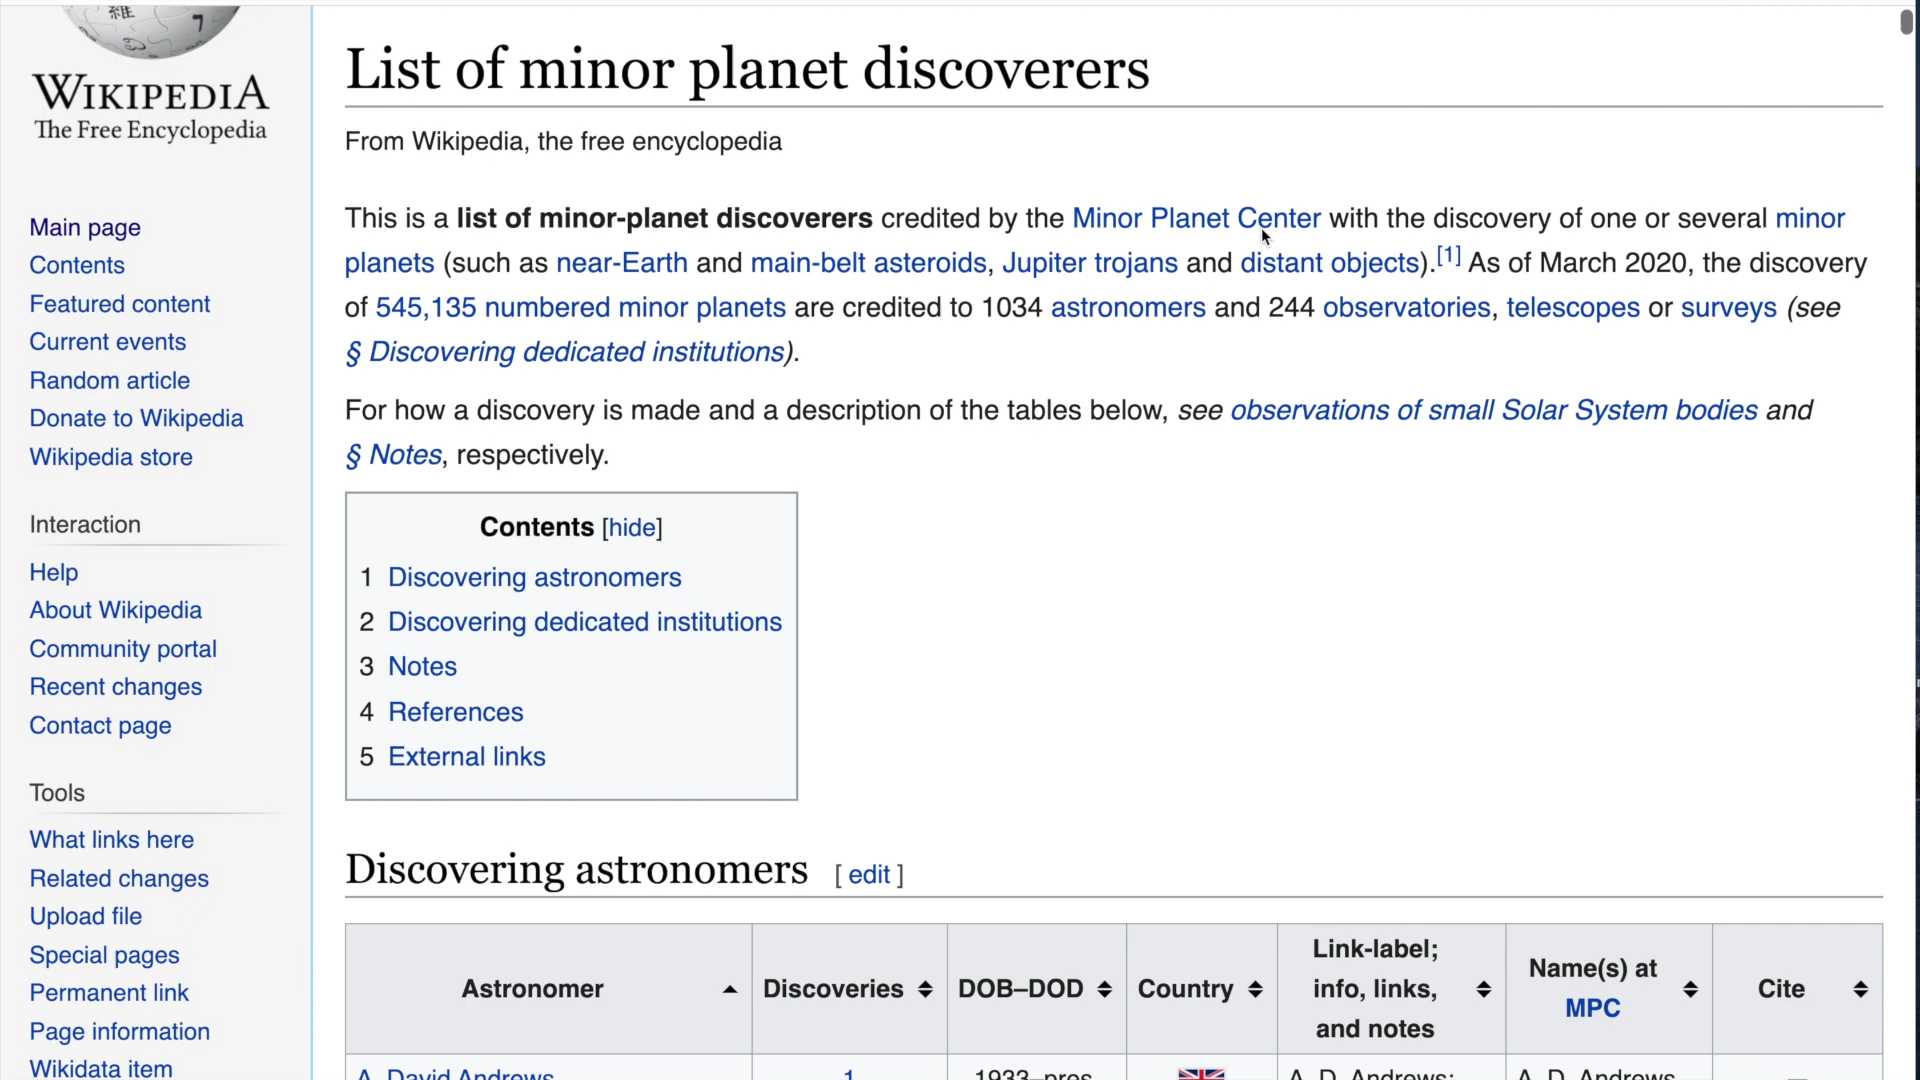 維
7
WIKIPEDIA
The Free Encyclopedia
Main page
Contents
Featured content
Current events
Random article
Donate to Wikipedia
Wikipedia store
Interaction
Help
About Wikipedia
Community portal
Recent changes
Contact page
Tools
What links here
Related changes
Upload file
Special pages
Permanent link
Page information
Wikidata item
List of minor planet discoverers
From Wikipedia, the free encyclopedia
This is a list of minor-planet discoverers credited by the Minor Planet Center with the discovery of one or several minor
planets (such as near-Earth and main-belt asteroids, Jupiter trojans and distant objects).[1] As of March 2020, the discovery
of 545,135 numbered minor planets are credited to 1034 astronomers and 244 observatories, telescopes or surveys (see
§ Discovering dedicated institutions).
For how a discovery is made and a description of the tables below, see observations of small Solar System bodies and
§ Notes, respectively.
Contents [hide]
1 Discovering astronomers
2 Discovering dedicated institutions
3 Notes
4 References
5 External links
Discovering astronomers [ edit ]
Astronomer
Discoveries
DOB–DOD
Country
Link-label;
info, links,
and notes
Name(s) at
MPC
Cite
A. David Andrews
1
1933–pres
A. D. Andrews;
A. D. Andrews